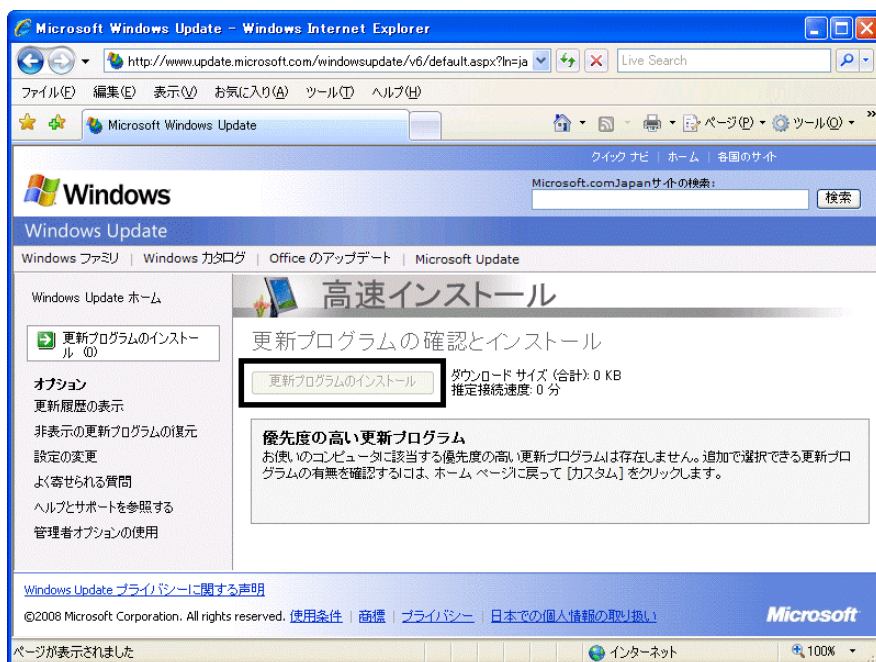 Microsoft Windows Update - Windows Internet Explorer
http://www.update.microsoft.com/windowsupdate/v6/default.aspx?ln=ja
Live Search
ファイル(F) 編集(E) 表示(V) お気に入り(A) ツール(T) ヘルプ(H)
Microsoft Windows Update
ページ(P) ツール(O) »
クイック ナビ | ホーム | 各国のサイト
Windows
Microsoft.comJapanサイトの検索:
検索
Windows Update
Windows ファミリ | Windows カタログ | Office のアップデート | Microsoft Update
Windows Update ホーム
更新プログラムのインストー
ル (0)
オプション
更新履歴の表示
非表示の更新プログラムの復元
設定の変更
よく寄せられる質問
ヘルプとサポートを参照する
管理者オプションの使用
高速インストール
更新プログラムの確認とインストール
更新プログラムのインストール
ダウンロード サイズ (合計): 0 KB
推定接続速度: 0 分
優先度の高い更新プログラム
お使いのコンピュータに該当する優先度の高い更新プログラムは存在しません。追加で選択できる更新プロ
グラムの有無を確認するには、ホーム ページに戻って [カスタム] をクリックします。
Windows Update プライバシーに関する声明
©2008 Microsoft Corporation. All rights reserved. 使用条件 | 商標 | プライバシー | 日本での個人情報の取り扱い
Microsoft
ページが表示されました
インターネット
100%